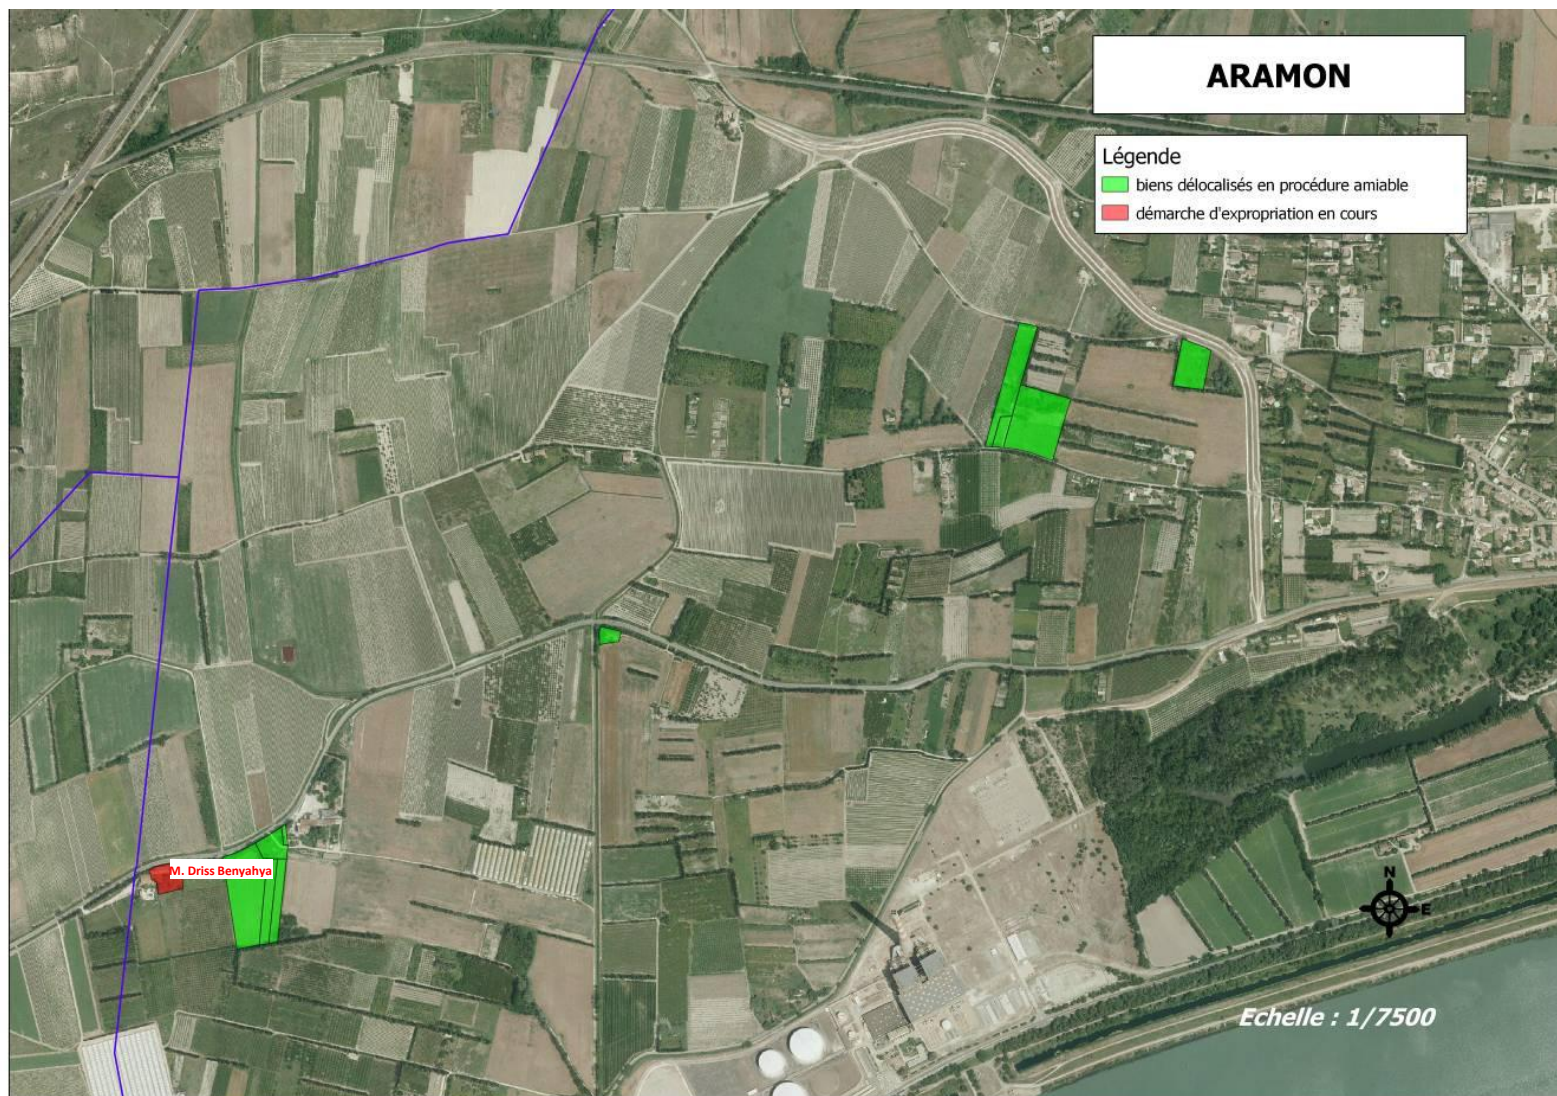 ARAMON
Légende
biens délocalisés en procédure amiable
démarche d'expropriation en cours
M. Driss Benyahya
N
E
Echelle : 1/7500